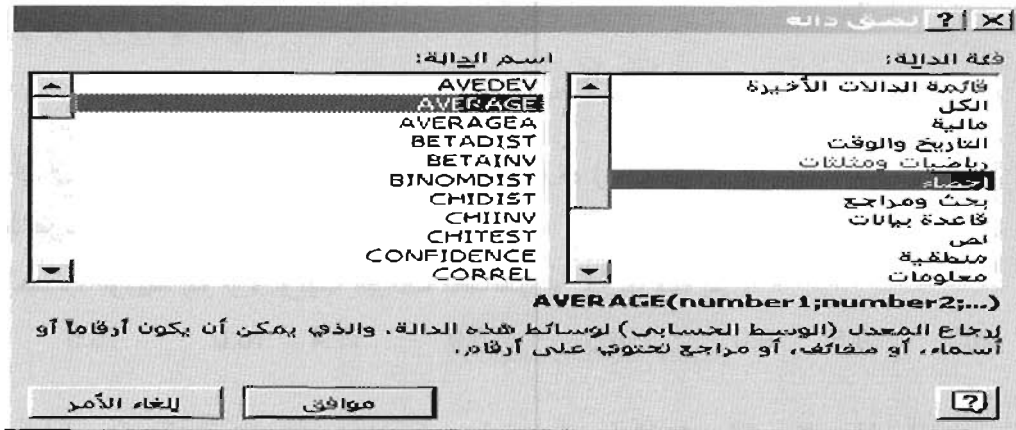 لصق دالة
فئة الدالة:
قائمة الدالات الأخيرة
الكل
مالية
التاريخ والوقت
رياضيات ومثلثات
إحصاء
بحث ومراجع
قاعدة بيانات
نص
منطقية
معلومات
اسم الدالة:
AVEDEV
AVERAGE
AVERAGEA
BETADIST
BETAINV
BINOMDIST
CHIDIST
CHIINV
CHITEST
CONFIDENCE
CORREL
AVERAGE(number1;number2;...)
إرجاع المعدل (الوسط الحسابي) لوسائط هذه الدالة، والذي يمكن أن يكون أرقاماً أو
أسماء، أو صفائف، أو مراجع تحتوي على أرقام.
موافق
إلغاء الأمر